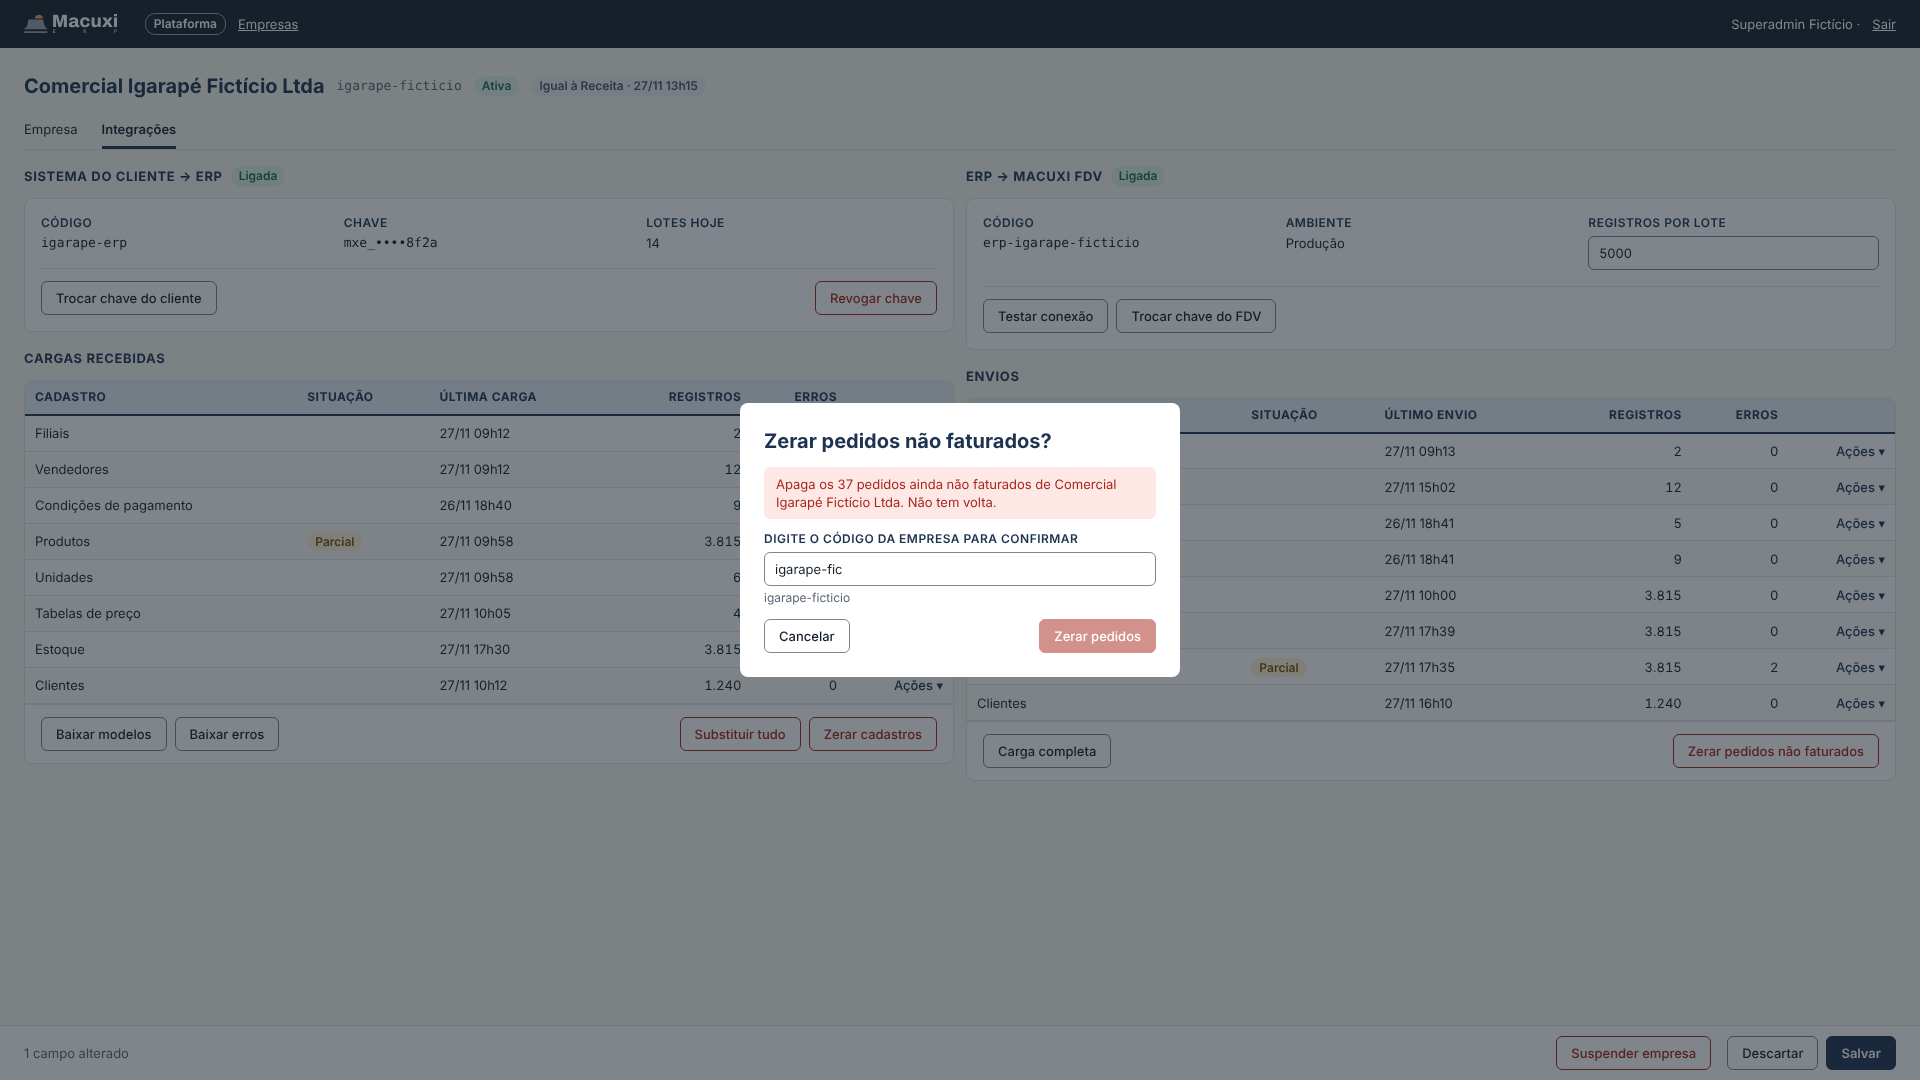 Macuxi
E R P
Plataforma
Empresas
Superadmin Fictício ·
Sair
Comercial Igarapé Fictício Ltda
igarape-ficticio
Ativa
Igual à Receita · 27/11 13h15
Empresa
Integrações
SISTEMA DO CLIENTE → ERP
Ligada
CÓDIGO
CHAVE
LOTES HOJE
igarape-erp
mxe_••••8f2a
14
Trocar chave do cliente
Revogar chave
CARGAS RECEBIDAS
CADASTRO SITUAÇÃO ÚLTIMA CARGA REGISTROS ERROS
Filiais 27/11 09h12 2
Vendedores 27/11 09h12 12
Condições de pagamento 26/11 18h40 9
Produtos Parcial 27/11 09h58 3.815
Unidades 27/11 09h58 6
Tabelas de preço 27/11 10h05 4
Estoque 27/11 17h30 3.815
Clientes 27/11 10h12 1.240 0 Ações ▾
Baixar modelos
Baixar erros
Substituir tudo
Zerar cadastros
ERP → MACUXI FDV
Ligada
CÓDIGO
AMBIENTE
REGISTROS POR LOTE
erp-igarape-ficticio
Produção
5000
Testar conexão
Trocar chave do FDV
ENVIOS
SITUAÇÃO ÚLTIMO ENVIO REGISTROS ERROS
27/11 09h13 2 0 Ações ▾
27/11 15h02 12 0 Ações ▾
26/11 18h41 5 0 Ações ▾
26/11 18h41 9 0 Ações ▾
27/11 10h00 3.815 0 Ações ▾
27/11 17h39 3.815 0 Ações ▾
Parcial 27/11 17h35 3.815 2 Ações ▾
Clientes 27/11 16h10 1.240 0 Ações ▾
Carga completa
Zerar pedidos não faturados
Zerar pedidos não faturados?
Apaga os 37 pedidos ainda não faturados de Comercial
Igarapé Fictício Ltda. Não tem volta.
DIGITE O CÓDIGO DA EMPRESA PARA CONFIRMAR
igarape-fic
igarape-ficticio
Cancelar
Zerar pedidos
1 campo alterado
Suspender empresa
Descartar
Salvar